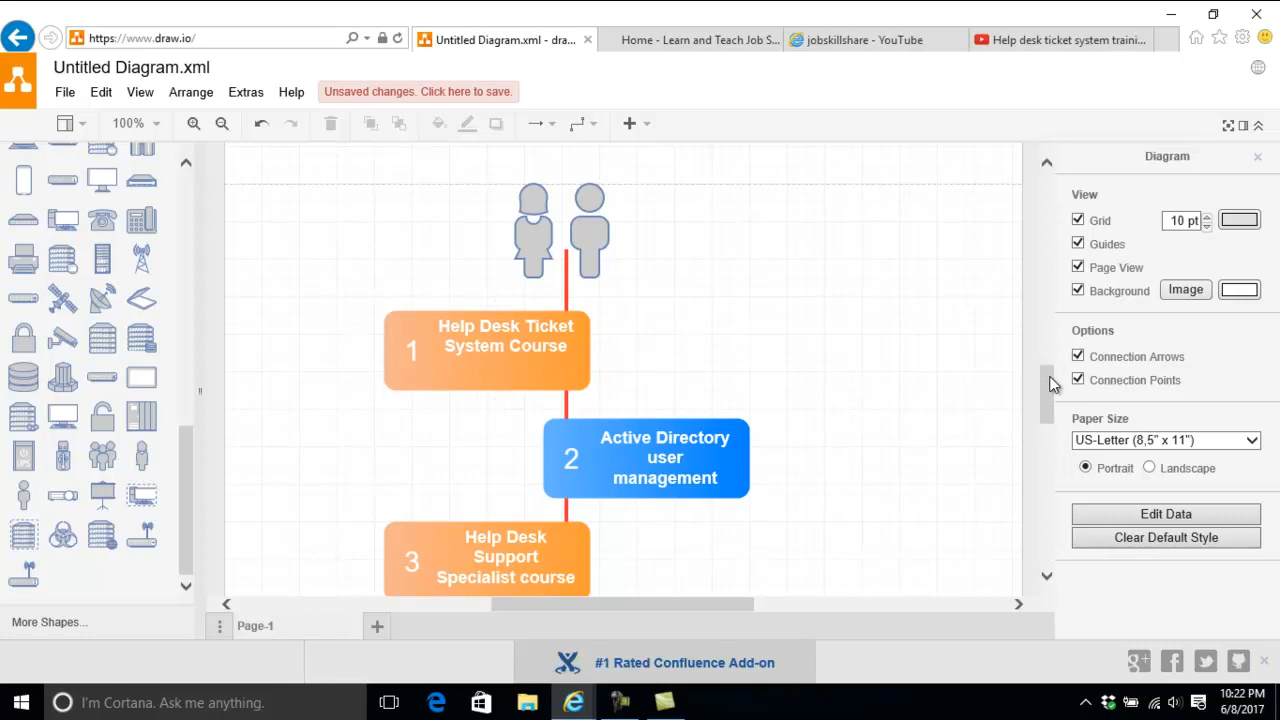 https://www.draw.io/
Untitled Diagram.xml - dra...
Home - Learn and Teach Job S...
jobskillshare - YouTube
Help desk ticket system traini...
Untitled Diagram.xml
File Edit View Arrange Extras Help
Unsaved changes. Click here to save.
100%
Diagram
View
Grid
10 pt
Guides
Page View
Background
Image
Options
Connection Arrows
Connection Points
Paper Size
US-Letter (8,5" x 11")
Portrait
Landscape
Edit Data
Clear Default Style
1
Help Desk Ticket
System Course
2
Active Directory
user
management
3
Help Desk
Support
Specialist course
More Shapes...
Page-1
#1 Rated Confluence Add-on
I'm Cortana. Ask me anything.
10:22 PM
6/8/2017